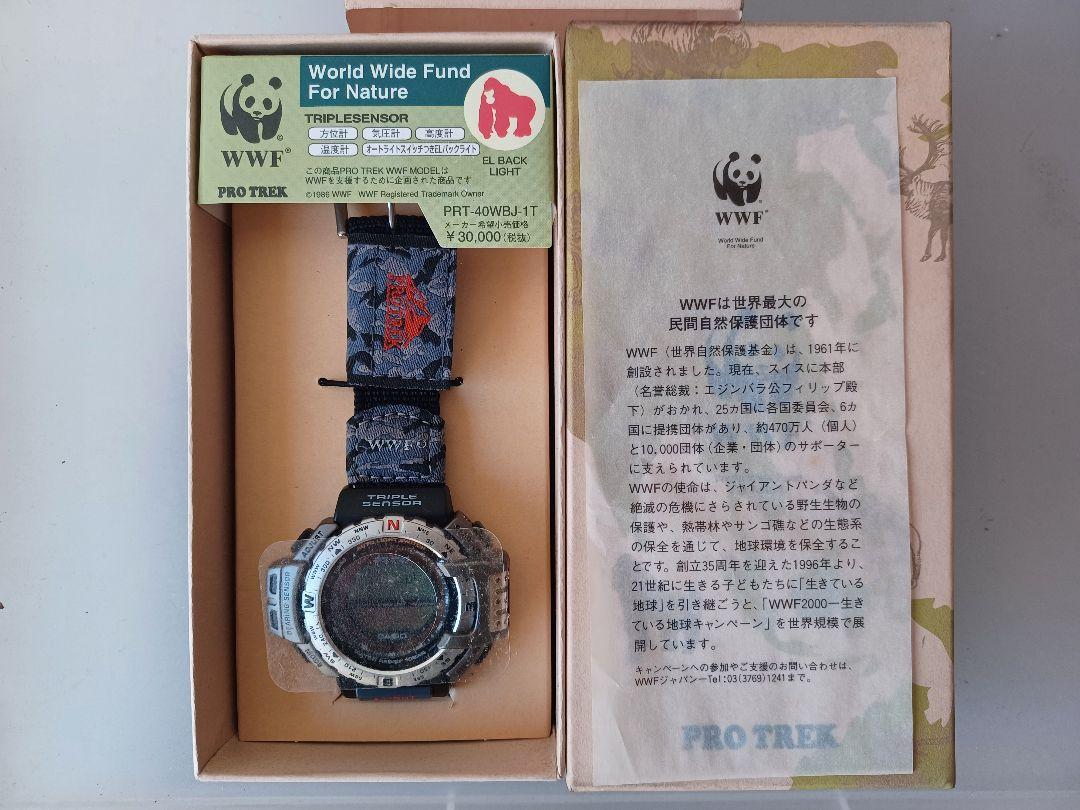 World Wide Fund
For Nature
TRIPLESENSOR
方位計 気圧計 高度計
温度計 オートライトスイッチつきELバックライト
WWF®
この商品PRO TREK WWF MODELは
WWFを支援するために企画された商品です
PRO TREK
©1986 WWF WWF Registered Trademark Owner
EL BACK
LIGHT
PRT-40WBJ-1T
メーカー希望小売価格
¥30,000(税抜)
PRO TREK
WWF
TRIPLE
SENSOR
ADJUST
BEARING SENSOR
N
NW
W
E
S
330
300
240
210
30
CASIO
WWF®
World Wide Fund
For Nature
WWFは世界最大の
民間自然保護団体です
WWF(世界自然保護基金)は、1961年に
創設されました。現在、スイスに本部
(名誉総裁:エジンバラ公フィリップ殿
下)がおかれ、25ヵ国に各国委員会、6ヵ
国に提携団体があり、約470万人(個人)
と10,000団体(企業・団体)のサポーター
に支えられています。
WWFの使命は、ジャイアントパンダなど
絶滅の危機にさらされている野生生物の
保護や、熱帯林やサンゴ礁などの生態系
の保全を通じて、地球環境を保全するこ
とです。創立35周年を迎えた1996年より、
21世紀に生きる子どもたちに「生きている
地球」を引き継ごうと、「WWF2000―生き
ている地球キャンペーン」を世界規模で展
開しています。
キャンペーンへの参加やご支援のお問い合わせは、
WWFジャパンーTel:03(3769)1241まで。
PRO TREK